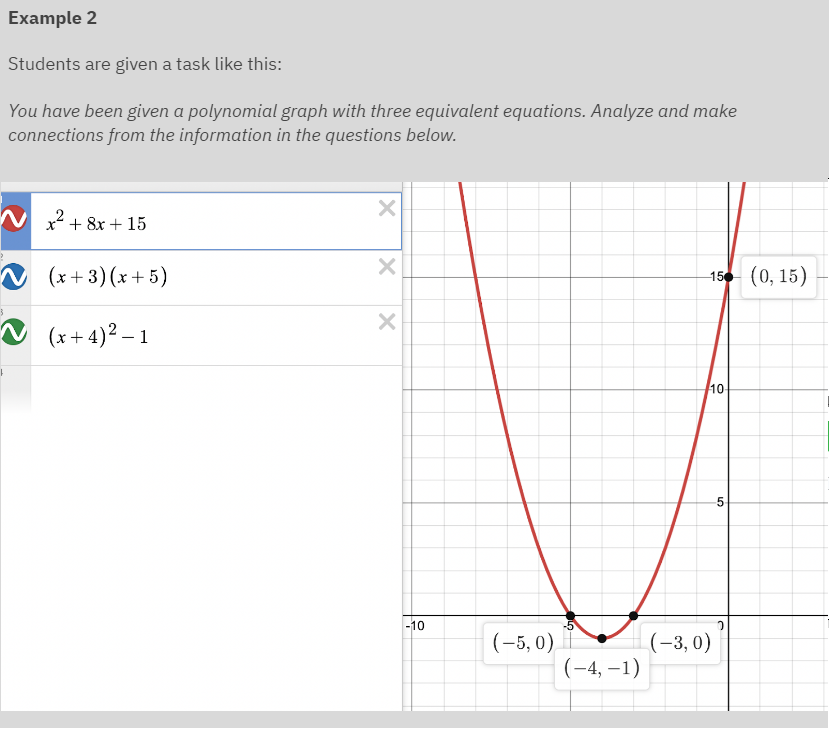 Example 2
Students are given a task like this:
You have been given a polynomial graph with three equivalent equations. Analyze and make
connections from the information in the questions below.
x² + 8x + 15
(x + 3)(x + 5)
(x + 4)² – 1
15
(0, 15)
10
5
-10
-5
0
(−5, 0)
(−3, 0)
(−4, −1)